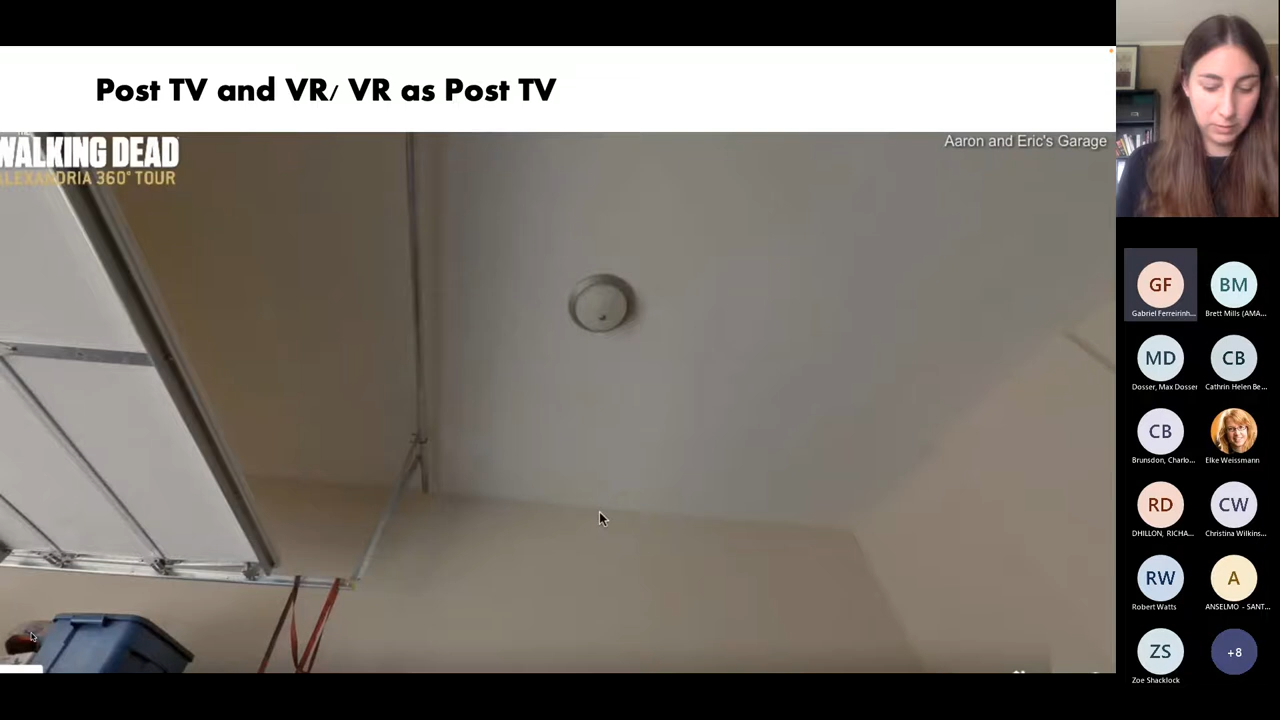 Post TV and VR/ VR as Post TV
WALKING DEAD
ALEXANDRIA 360° TOUR
Aaron and Eric's Garage
GF
Gabriel Ferreirinh...
BM
Brett Mills (AMA...
MD
Dosser, Max Dosser
CB
Cathrin Helen Be...
CB
Brunsdon, Charlo...
Elke Weissmann
RD
DHILLON, RICHA...
CW
Christina Wilkins...
RW
Robert Watts
A
ANSELMO - SANT...
ZS
Zoe Shacklock
+8